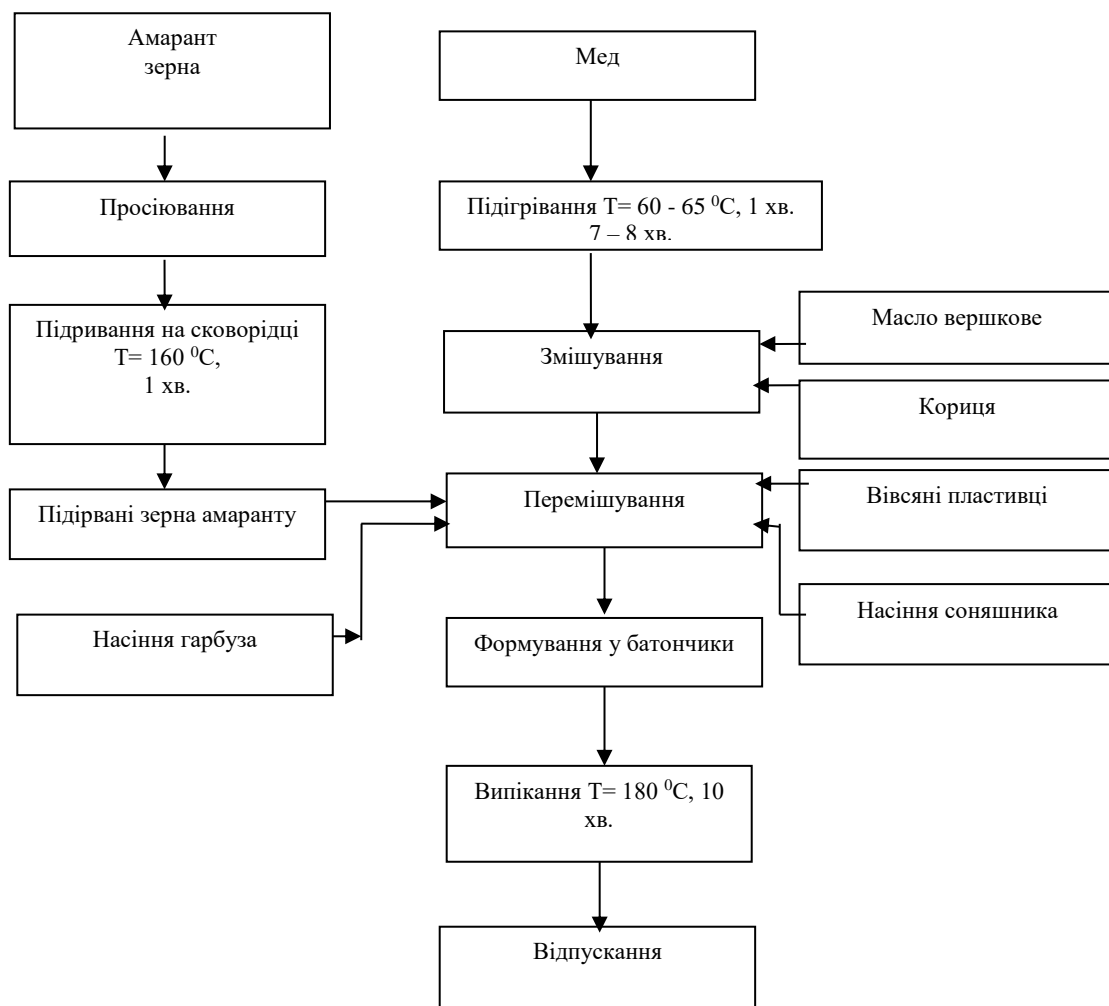 Амарант
зерна
Мед
Просіювання
Підігрівання Т= 60 - 65 ⁰С, 1 хв.
7 – 8 хв.
Підривання на сковорідці
Т= 160 ⁰С,
1 хв.
Змішування
Масло вершкове
Кориця
Підірвані зерна амаранту
Перемішування
Вівсяні пластивці
Насіння гарбуза
Формування у батончики
Насіння соняшника
Випікання Т= 180 ⁰С, 10
хв.
Відпускання